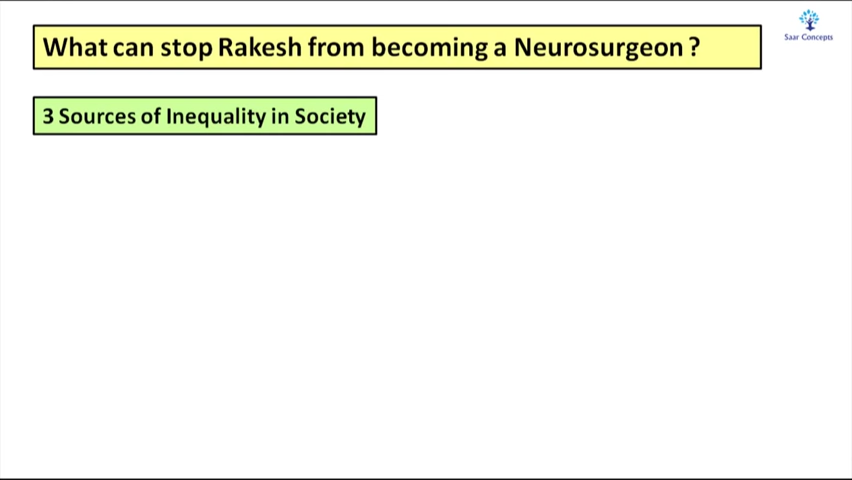 Saar Concepts
What can stop Rakesh from becoming a Neurosurgeon ?
3 Sources of Inequality in Society